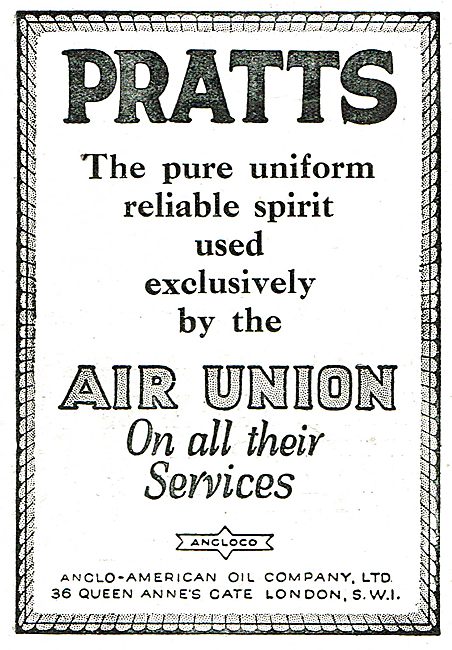 PRATTS
The pure uniform
reliable spirit
used
exclusively
by the
AIR UNION
On all their
Services
ANGLOCO
ANGLO-AMERICAN OIL COMPANY, LTD.
36 QUEEN ANNE'S GATE LONDON, S.W.1.